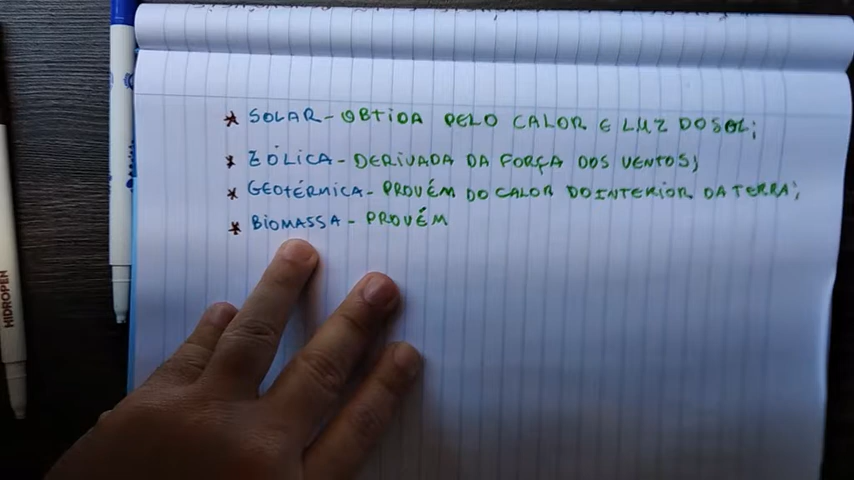 * SOLAR - OBTIDA PELO CALOR E LUZ DO SOL;
* EÓLICA - DERIVADA DA FORÇA DOS VENTOS;
* GEOTÉRMICA - PROVÉM DO CALOR DO INTERIOR DA TERRA;
* BIOMASSA - PROVÉM
HIDROPEN